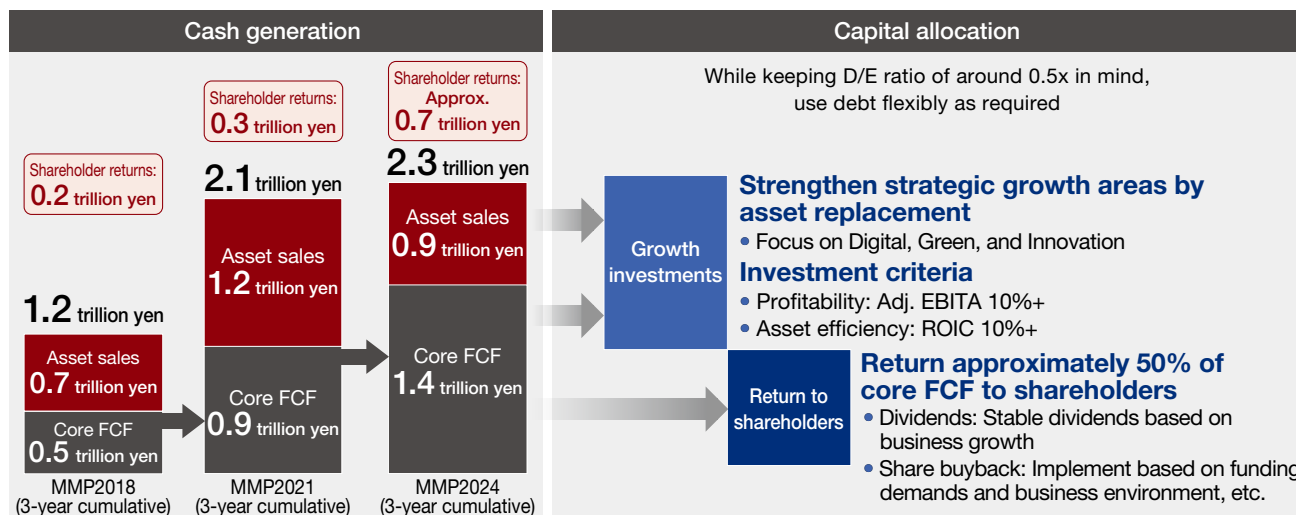 Cash generation
Shareholder returns:
0.2 trillion yen
1.2 trillion yen
Asset sales
0.7 trillion yen
Core FCF
0.5 trillion yen
MMP2018
(3-year cumulative)
Shareholder returns:
0.3 trillion yen
2.1 trillion yen
Asset sales
1.2 trillion yen
Core FCF
0.9 trillion yen
MMP2021
(3-year cumulative)
Shareholder returns:
Approx.
0.7 trillion yen
2.3 trillion yen
Asset sales
0.9 trillion yen
Core FCF
1.4 trillion yen
MMP2024
(3-year cumulative)
Capital allocation
While keeping D/E ratio of around 0.5x in mind,
use debt flexibly as required
Growth
investments
Strengthen strategic growth areas by
asset replacement
• Focus on Digital, Green, and Innovation
Investment criteria
• Profitability: Adj. EBITA 10%+
• Asset efficiency: ROIC 10%+
Return to
shareholders
Return approximately 50% of
core FCF to shareholders
• Dividends: Stable dividends based on
business growth
• Share buyback: Implement based on funding
demands and business environment, etc.